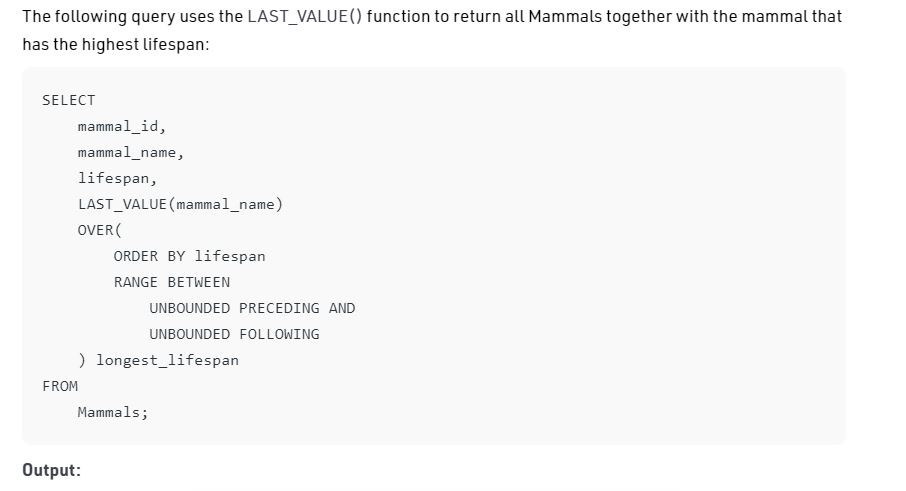 The following query uses the LAST_VALUE() function to return all Mammals together with the mammal that
has the highest lifespan:
SELECT
mammal_id,
mammal_name,
lifespan,
LAST_VALUE(mammal_name)
OVER(
ORDER BY lifespan
RANGE BETWEEN
UNBOUNDED PRECEDING AND
UNBOUNDED FOLLOWING
) longest_lifespan
FROM
Mammals;
Output: